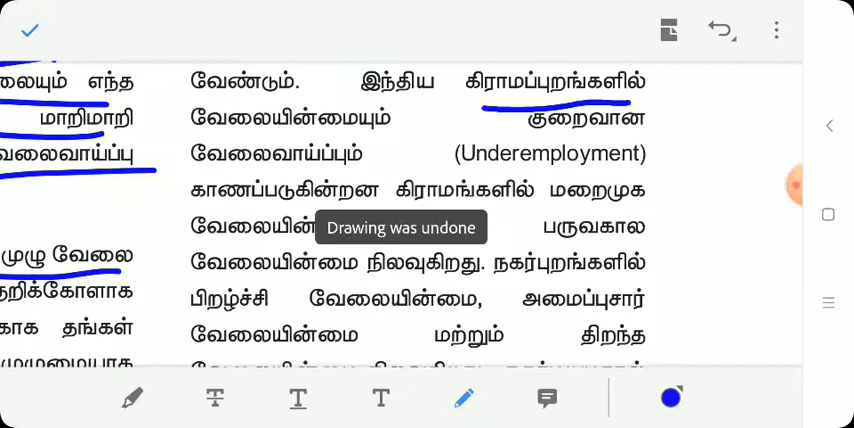 லையும் எந்த
மாறிமாறி
வேலைவாய்ப்பு
முழு வேலை
குறிக்கோளாக
காக தங்கள்
முழுமையாக
வேண்டும். இந்திய கிராமப்புறங்களில்
வேலையின்மையும் குறைவான
வேலைவாய்ப்பும் (Underemployment)
காணப்படுகின்றன கிராமங்களில் மறைமுக
பருவகால
வேலையின்மை நிலவுகிறது. நகர்புறங்களில்
பிறழ்ச்சி வேலையின்மை, அமைப்புசார்
வேலையின்மை மற்றும் திறந்த
Drawing was undone